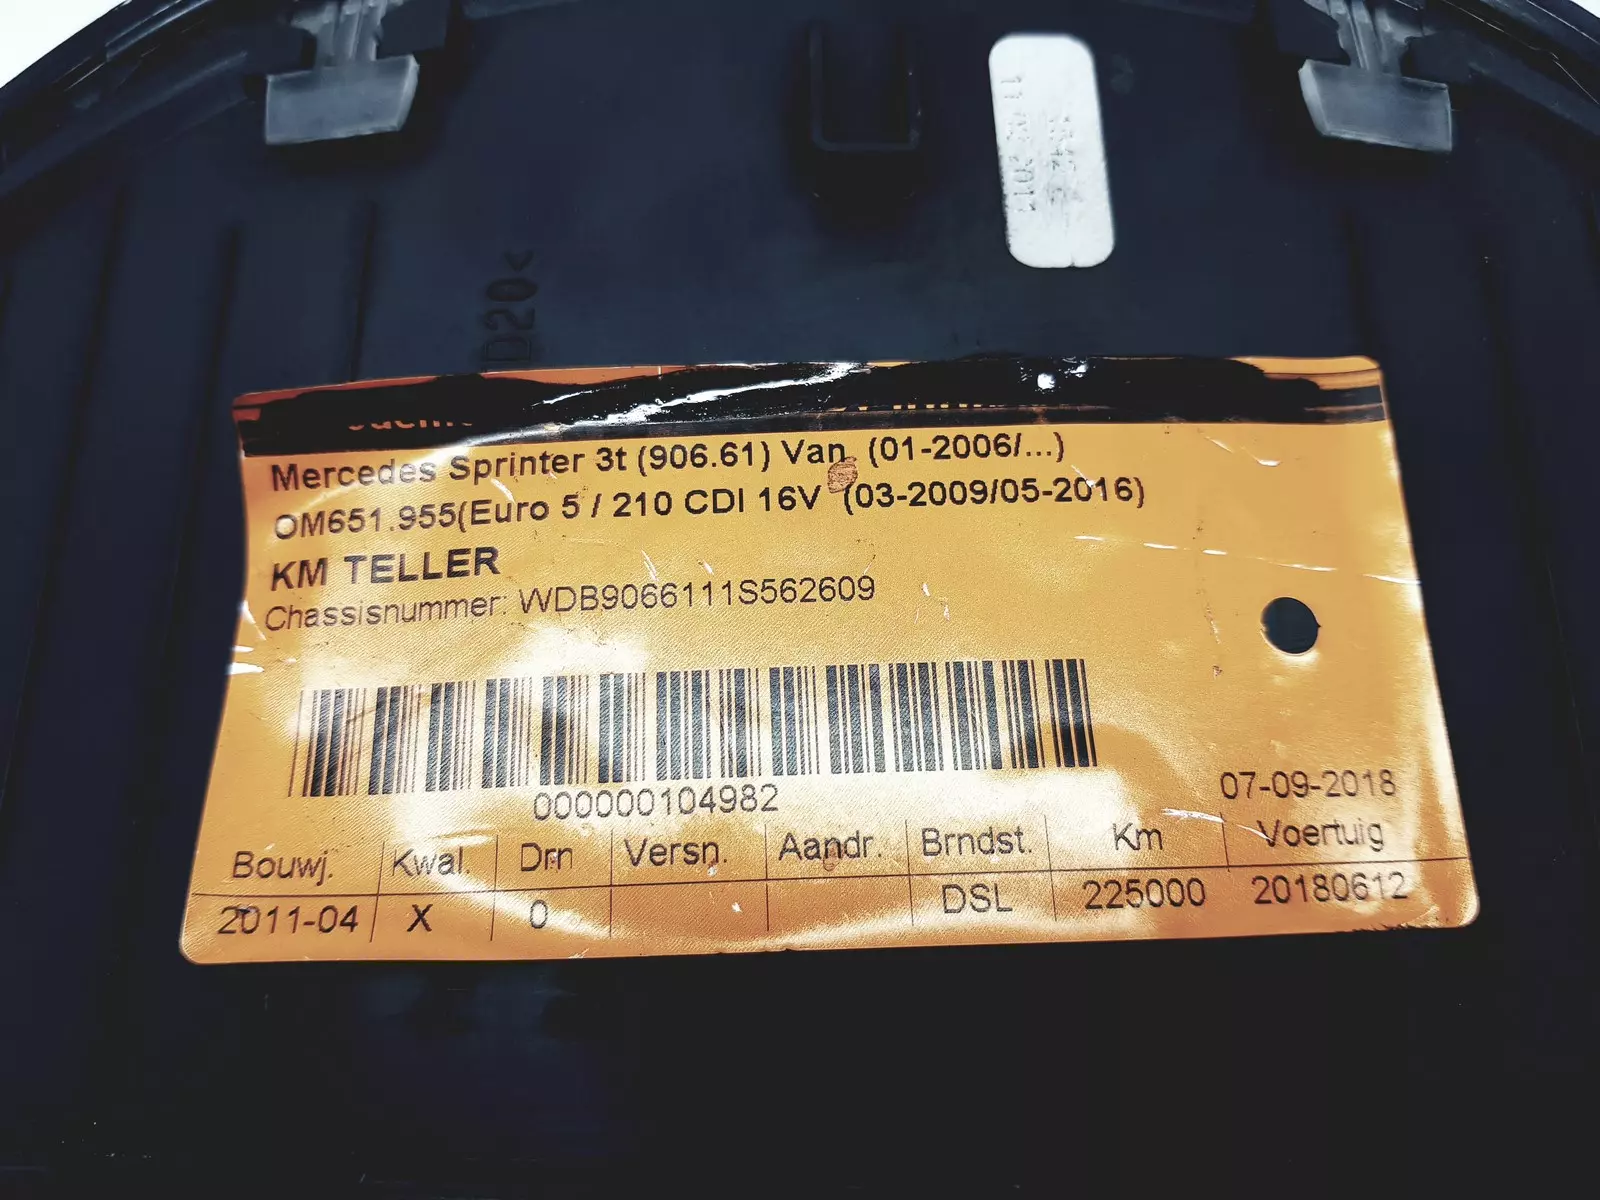 D20<
Mercedes Sprinter 3t (906.61) Van (01-2006/...)
OM651.955(Euro 5 / 210 CDI 16V (03-2009/05-2016)
KM TELLER
Chassisnummer: WDB9066111S562609
000000104982
07-09-2018
Bouwj. Kwal. Drn Versn. Aandr. Brndst. Km Voertuig
2011-04 X 0 DSL 225000 20180612